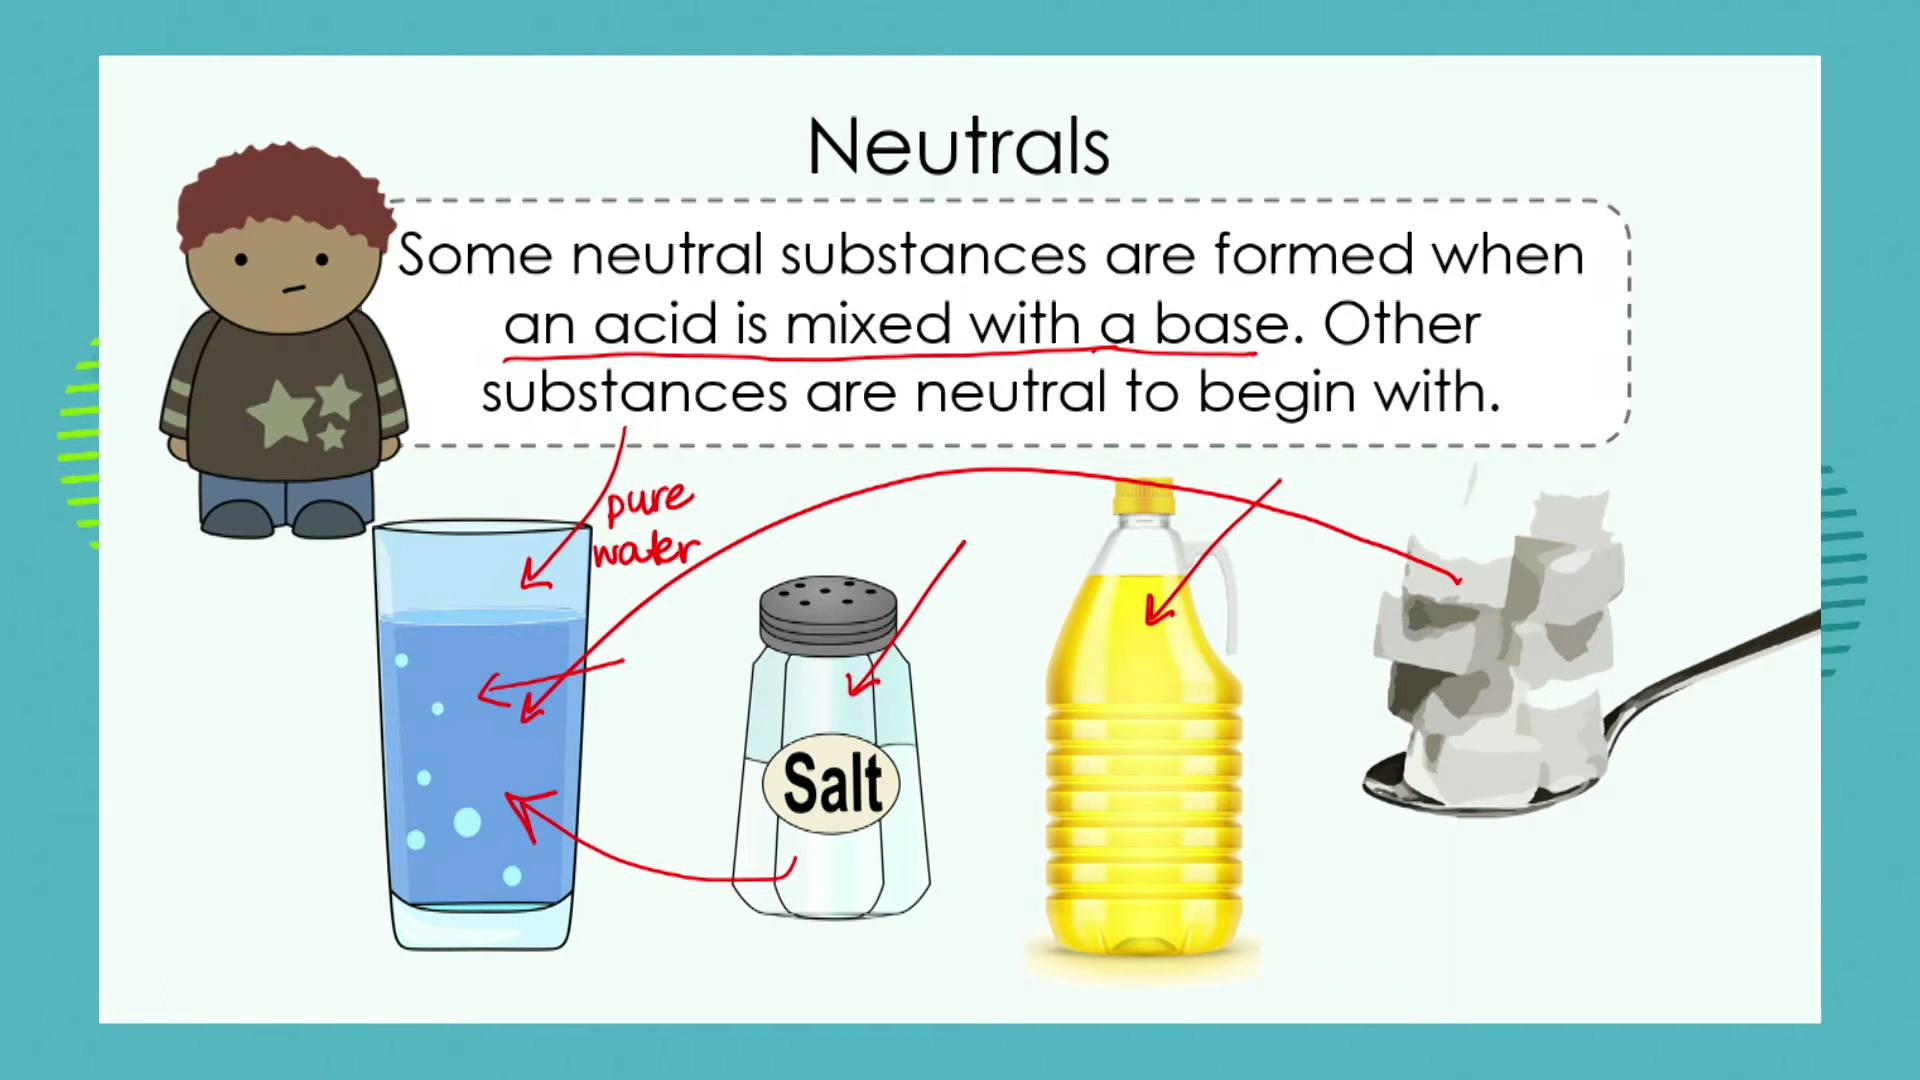 Neutrals
Some neutral substances are formed when
an acid is mixed with a base. Other
substances are neutral to begin with.
pure
water
Salt